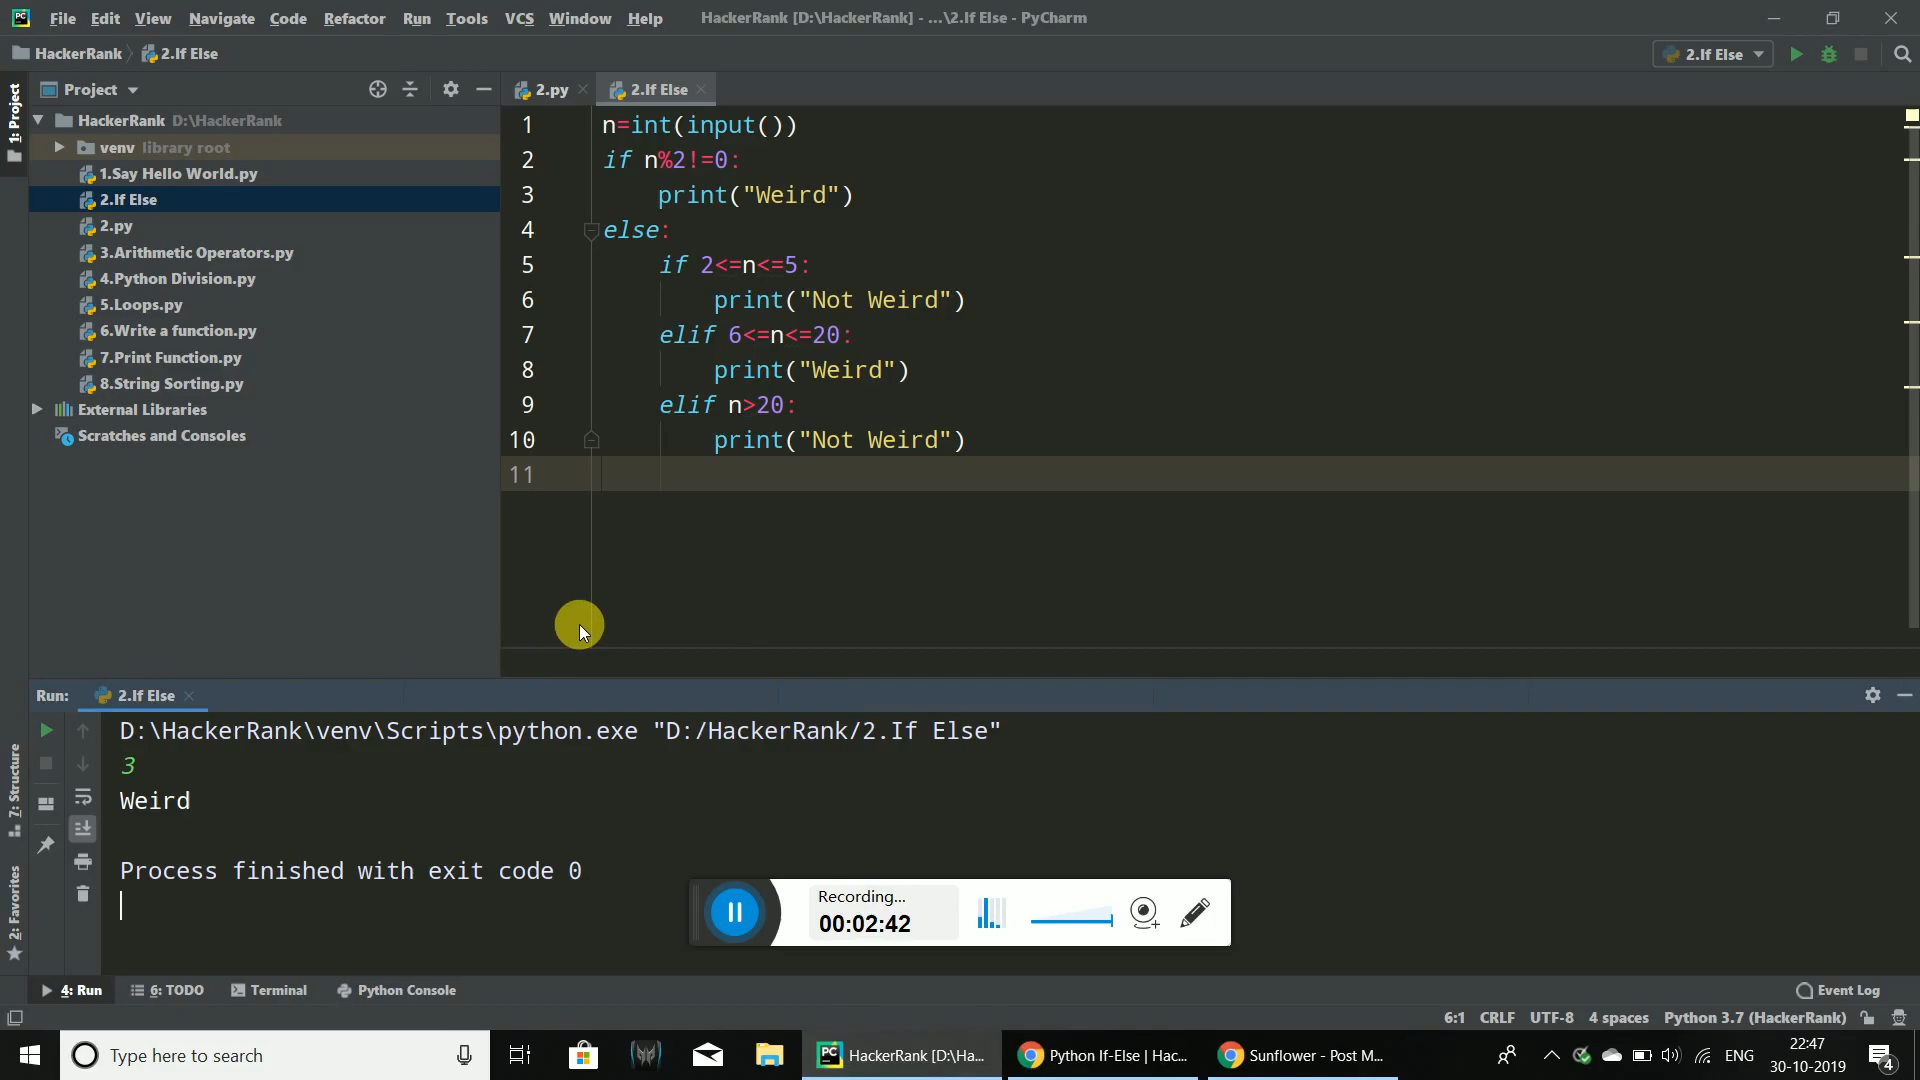 File Edit View Navigate Code Refactor Run Tools VCS Window Help HackerRank [D:\HackerRank] - ...\2.If Else - PyCharm
HackerRank 2.If Else
2.If Else
1: Project
Project
2.py
2.If Else
HackerRank D:\HackerRank
venv library root
1.Say Hello World.py
2.If Else
2.py
3.Arithmetic Operators.py
4.Python Division.py
5.Loops.py
6.Write a function.py
7.Print Function.py
8.String Sorting.py
External Libraries
Scratches and Consoles
1 n=int(input())
2 if n%2!=0:
3 print("Weird")
4 else:
5 if 2<=n<=5:
6 print("Not Weird")
7 elif 6<=n<=20:
8 print("Weird")
9 elif n>20:
10 print("Not Weird")
11
Run: 2.If Else
D:\HackerRank\venv\Scripts\python.exe "D:/HackerRank/2.If Else"
3
Weird
Process finished with exit code 0
7: Structure
2: Favorites
Recording...
00:02:42
4: Run 6: TODO Terminal Python Console Event Log
6:1 CRLF UTF-8 4 spaces Python 3.7 (HackerRank)
Type here to search
PC HackerRank [D:\Ha...
Python If-Else | Hac...
Sunflower - Post M...
ENG
22:47
30-10-2019
4